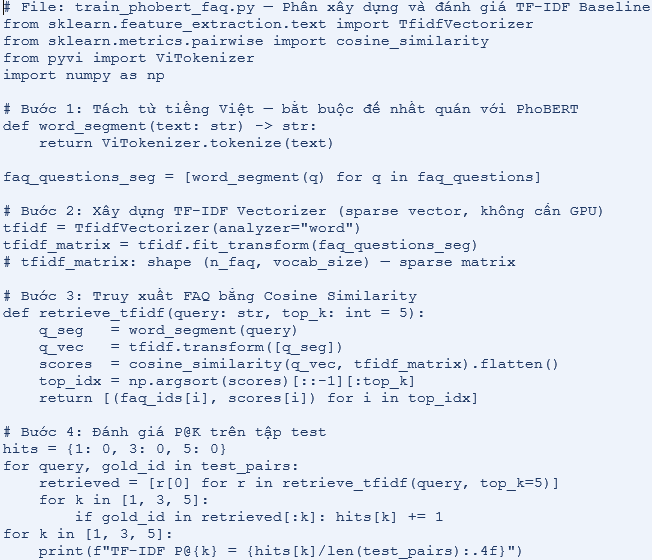 # File: train_phobert_faq.py — Phần xây dựng và đánh giá TF-IDF Baseline
from sklearn.feature_extraction.text import TfidfVectorizer
from sklearn.metrics.pairwise import cosine_similarity
from pyvi import ViTokenizer
import numpy as np

# Bước 1: Tách từ tiếng Việt — bắt buộc để nhất quán với PhoBERT
def word_segment(text: str) -> str:
    return ViTokenizer.tokenize(text)

faq_questions_seg = [word_segment(q) for q in faq_questions]

# Bước 2: Xây dựng TF-IDF Vectorizer (sparse vector, không cần GPU)
tfidf = TfidfVectorizer(analyzer="word")
tfidf_matrix = tfidf.fit_transform(faq_questions_seg)
# tfidf_matrix: shape (n_faq, vocab_size) — sparse matrix

# Bước 3: Truy xuất FAQ bằng Cosine Similarity
def retrieve_tfidf(query: str, top_k: int = 5):
    q_seg   = word_segment(query)
    q_vec   = tfidf.transform([q_seg])
    scores  = cosine_similarity(q_vec, tfidf_matrix).flatten()
    top_idx = np.argsort(scores)[::-1][:top_k]
    return [(faq_ids[i], scores[i]) for i in top_idx]

# Bước 4: Đánh giá P@K trên tập test
hits = {1: 0, 3: 0, 5: 0}
for query, gold_id in test_pairs:
    retrieved = [r[0] for r in retrieve_tfidf(query, top_k=5)]
    for k in [1, 3, 5]:
        if gold_id in retrieved[:k]: hits[k] += 1
for k in [1, 3, 5]:
    print(f"TF-IDF P@{k} = {hits[k]/len(test_pairs):.4f}")